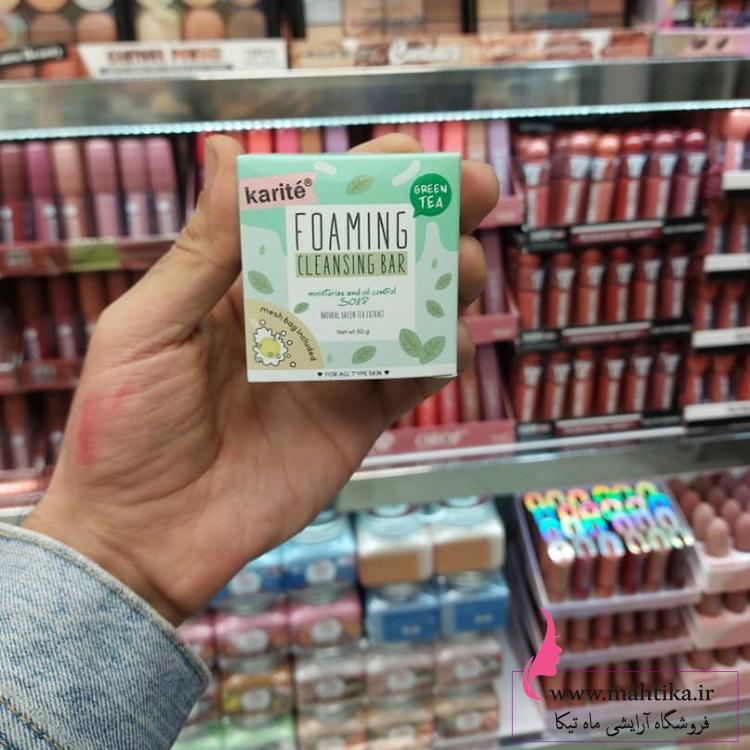 karité®
GREEN
TEA
FOAMING
CLEANSING BAR
moisturize and oil control
SOAP
NATURAL GREEN TEA EXTRACT
Net wt: 60 g
mesh bag included
♥ FOR ALL TYPE SKIN ♥
www.mahtika.ir
فروشگاه آرایشی ماه تیکا